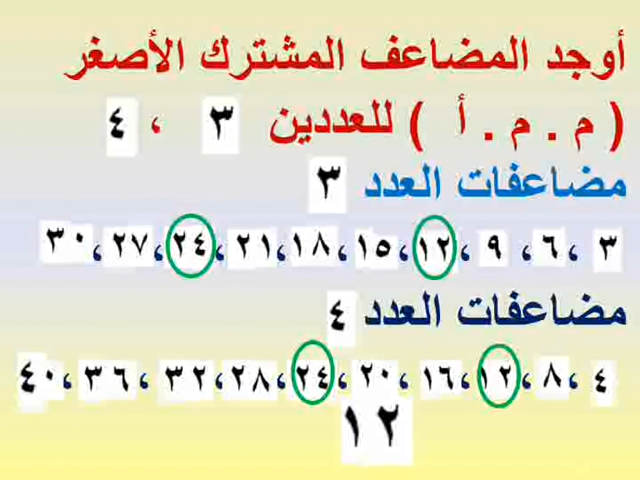 أوجد المضاعف المشترك الأصغر
( م . م . أ ) للعددين ٣ ، ٤
مضاعفات العدد ٣
٣ ،٦ ، ٩ ،١٢ ،١٥ ،١٨ ،٢١ ،٢٤ ،٢٧ ،٣٠
مضاعفات العدد ٤
٤ ،٨ ،١٢ ،١٦ ،٢٠ ،٢٤ ،٢٨ ،٣٢ ،٣٦ ،٤٠
١٢